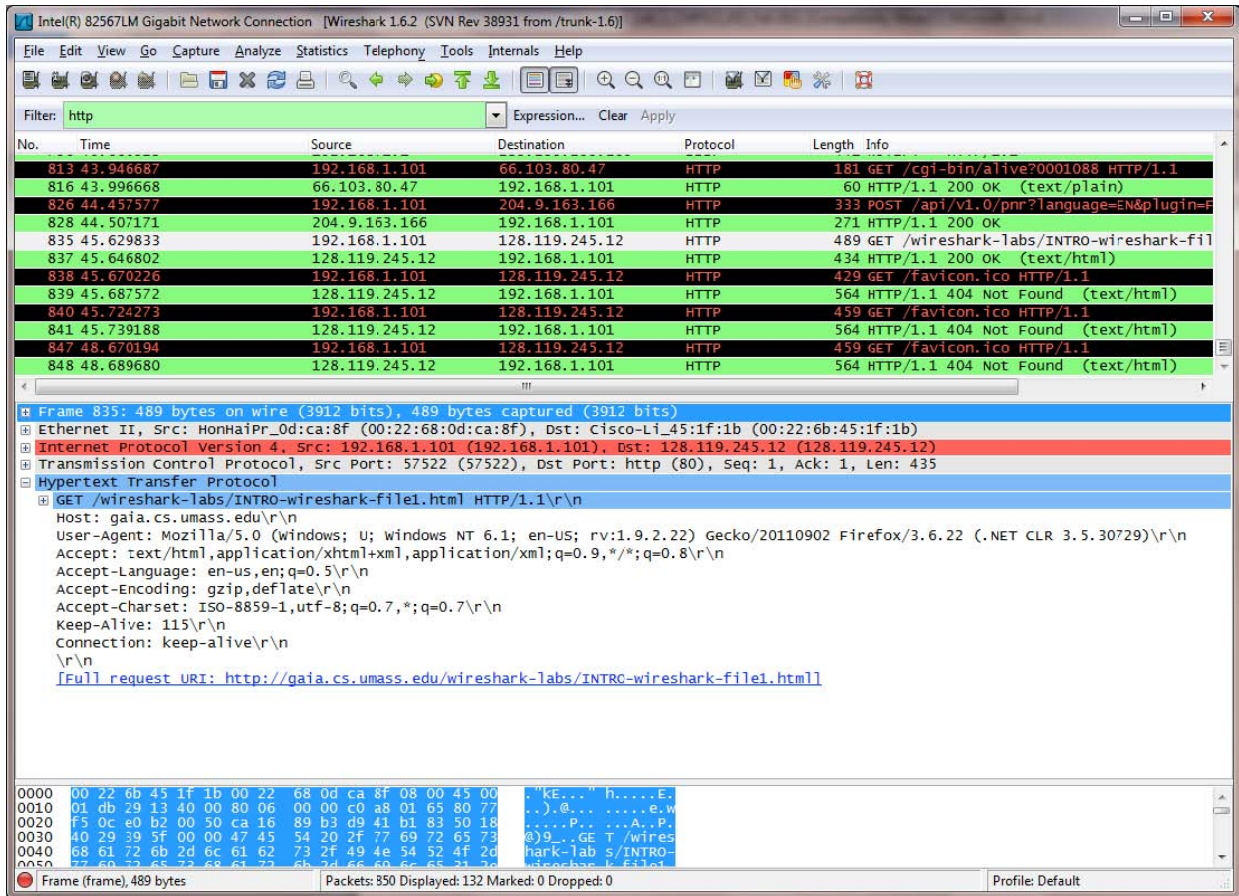 Intel(R) 82567LM Gigabit Network Connection [Wireshark 1.6.2 (SVN Rev 38931 from /trunk-1.6)]
File Edit View Go Capture Analyze Statistics Telephony Tools Internals Help
Filter: http Expression... Clear Apply
No. Time Source Destination Protocol Length Info
813 43.946687 192.168.1.101 66.103.80.47 HTTP 181 GET /cgi-bin/alive?0001088 HTTP/1.1
816 43.996668 66.103.80.47 192.168.1.101 HTTP 60 HTTP/1.1 200 OK (text/plain)
826 44.457577 192.168.1.101 204.9.163.166 HTTP 333 POST /api/v1.0/pnr?language=EN&plugin=F
828 44.507171 204.9.163.166 192.168.1.101 HTTP 271 HTTP/1.1 200 OK
835 45.629833 192.168.1.101 128.119.245.12 HTTP 489 GET /wireshark-labs/INTRO-wireshark-fil
837 45.646802 128.119.245.12 192.168.1.101 HTTP 434 HTTP/1.1 200 OK (text/html)
838 45.670226 192.168.1.101 128.119.245.12 HTTP 429 GET /favicon.ico HTTP/1.1
839 45.687572 128.119.245.12 192.168.1.101 HTTP 564 HTTP/1.1 404 Not Found (text/html)
840 45.724273 192.168.1.101 128.119.245.12 HTTP 459 GET /favicon.ico HTTP/1.1
841 45.739188 128.119.245.12 192.168.1.101 HTTP 564 HTTP/1.1 404 Not Found (text/html)
847 48.670194 192.168.1.101 128.119.245.12 HTTP 459 GET /favicon.ico HTTP/1.1
848 48.689680 128.119.245.12 192.168.1.101 HTTP 564 HTTP/1.1 404 Not Found (text/html)
Frame 835: 489 bytes on wire (3912 bits), 489 bytes captured (3912 bits)
Ethernet II, Src: HonHaiPr_0d:ca:8f (00:22:68:0d:ca:8f), Dst: Cisco-Li_45:1f:1b (00:22:6b:45:1f:1b)
Internet Protocol Version 4, Src: 192.168.1.101 (192.168.1.101), Dst: 128.119.245.12 (128.119.245.12)
Transmission Control Protocol, Src Port: 57522 (57522), Dst Port: http (80), Seq: 1, Ack: 1, Len: 435
Hypertext Transfer Protocol
GET /wireshark-labs/INTRO-wireshark-file1.html HTTP/1.1\r\n
Host: gaia.cs.umass.edu\r\n
User-Agent: Mozilla/5.0 (Windows; U; Windows NT 6.1; en-US; rv:1.9.2.22) Gecko/20110902 Firefox/3.6.22 (.NET CLR 3.5.30729)\r\n
Accept: text/html,application/xhtml+xml,application/xml;q=0.9,*/*;q=0.8\r\n
Accept-Language: en-us,en;q=0.5\r\n
Accept-Encoding: gzip,deflate\r\n
Accept-Charset: ISO-8859-1,utf-8;q=0.7,*;q=0.7\r\n
Keep-Alive: 115\r\n
Connection: keep-alive\r\n
\r\n
[Full request URI: http://gaia.cs.umass.edu/wireshark-labs/INTRO-wireshark-file1.html]
0000 00 22 6b 45 1f 1b 00 22 68 0d ca 8f 08 00 45 00 ."kE..." h.....E.
0010 01 db 29 13 40 00 80 06 00 00 c0 a8 01 65 80 77 ..).@... .....e.w
0020 f5 0c e0 b2 00 50 ca 16 89 b3 d9 41 b1 83 50 18 .....P.. ...A..P.
0030 40 29 39 5f 00 00 47 45 54 20 2f 77 69 72 65 73 @)9_..GE T /wires
0040 68 61 72 6b 2d 6c 61 62 73 2f 49 4e 54 52 4f 2d hark-lab s/INTRO-
Frame (frame), 489 bytes Packets: 850 Displayed: 132 Marked: 0 Dropped: 0 Profile: Default